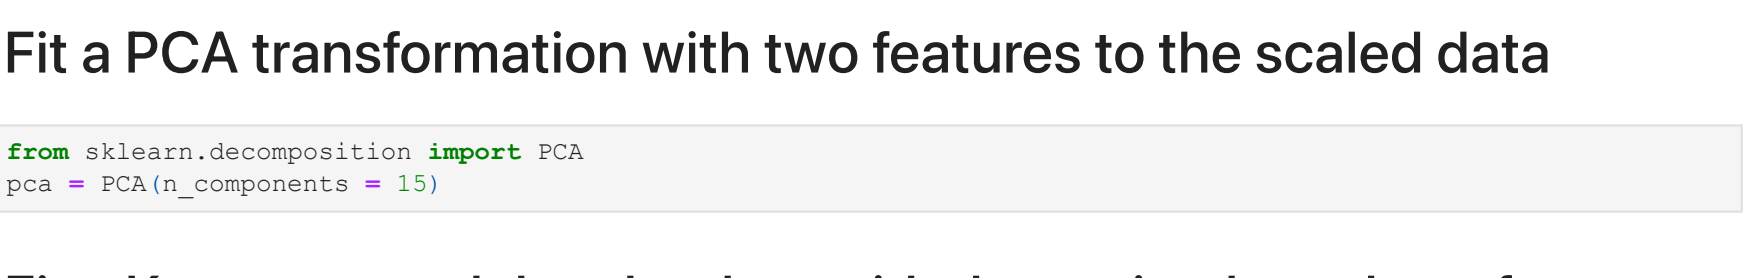 Fit a PCA transformation with two features to the scaled data
from sklearn.decomposition import PCA
pca = PCA(n_components = 15)